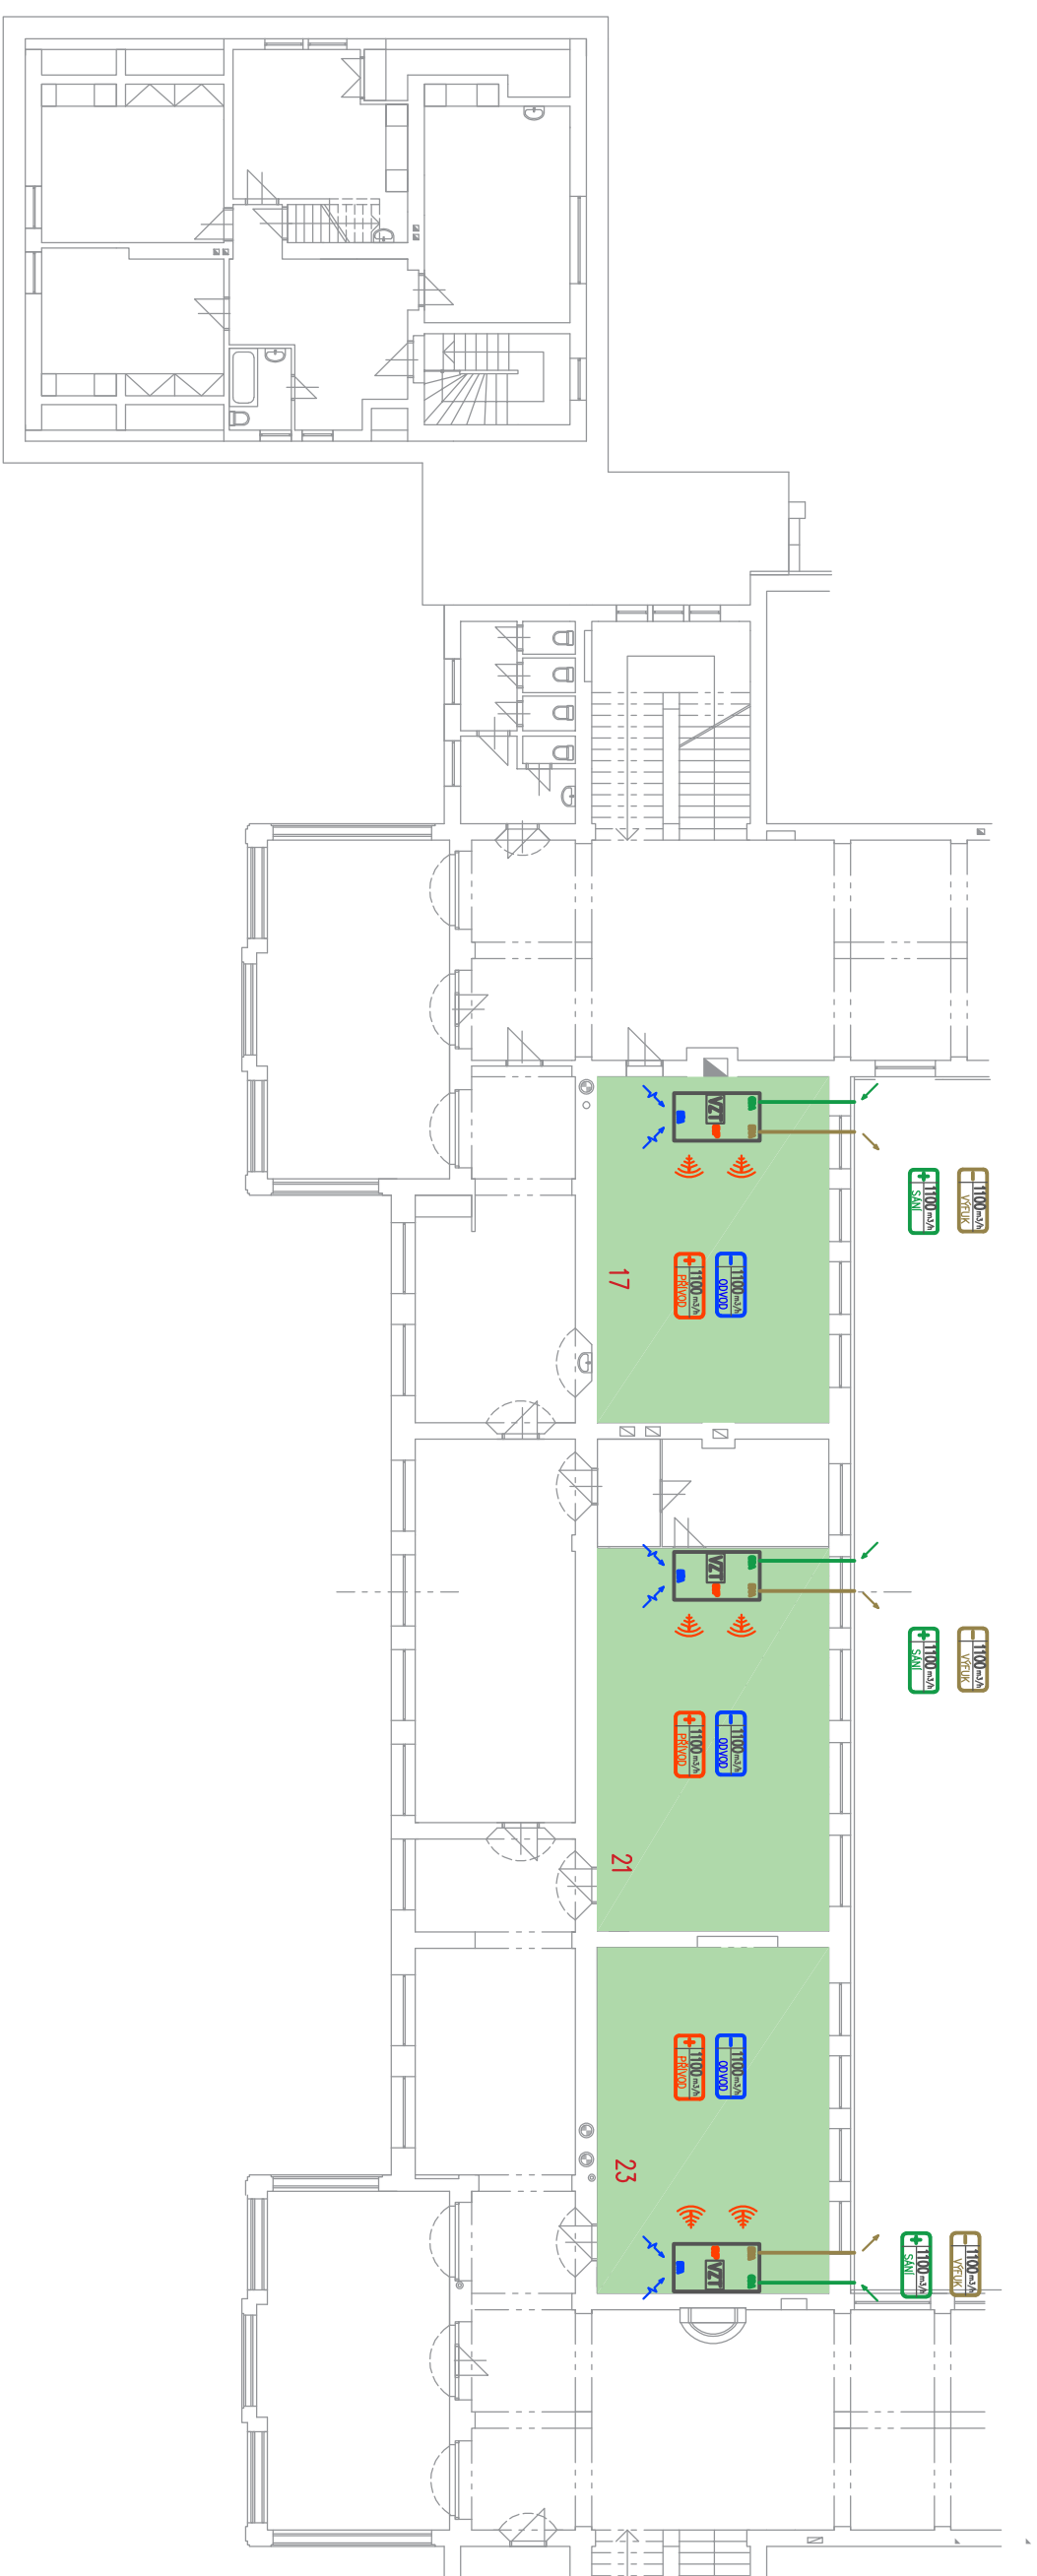 VZT
+ 1100 m3/h
SÁNÍ
- 1100 m3/h
VÝFUK
17
+ 1100 m3/h
PŘÍVOD
- 1100 m3/h
ODVOD
VZT
+ 1100 m3/h
SÁNÍ
- 1100 m3/h
VÝFUK
+ 1100 m3/h
PŘÍVOD
- 1100 m3/h
ODVOD
21
+ 1100 m3/h
PŘÍVOD
- 1100 m3/h
ODVOD
23
VZT
+ 1100 m3/h
SÁNÍ
- 1100 m3/h
VÝFUK